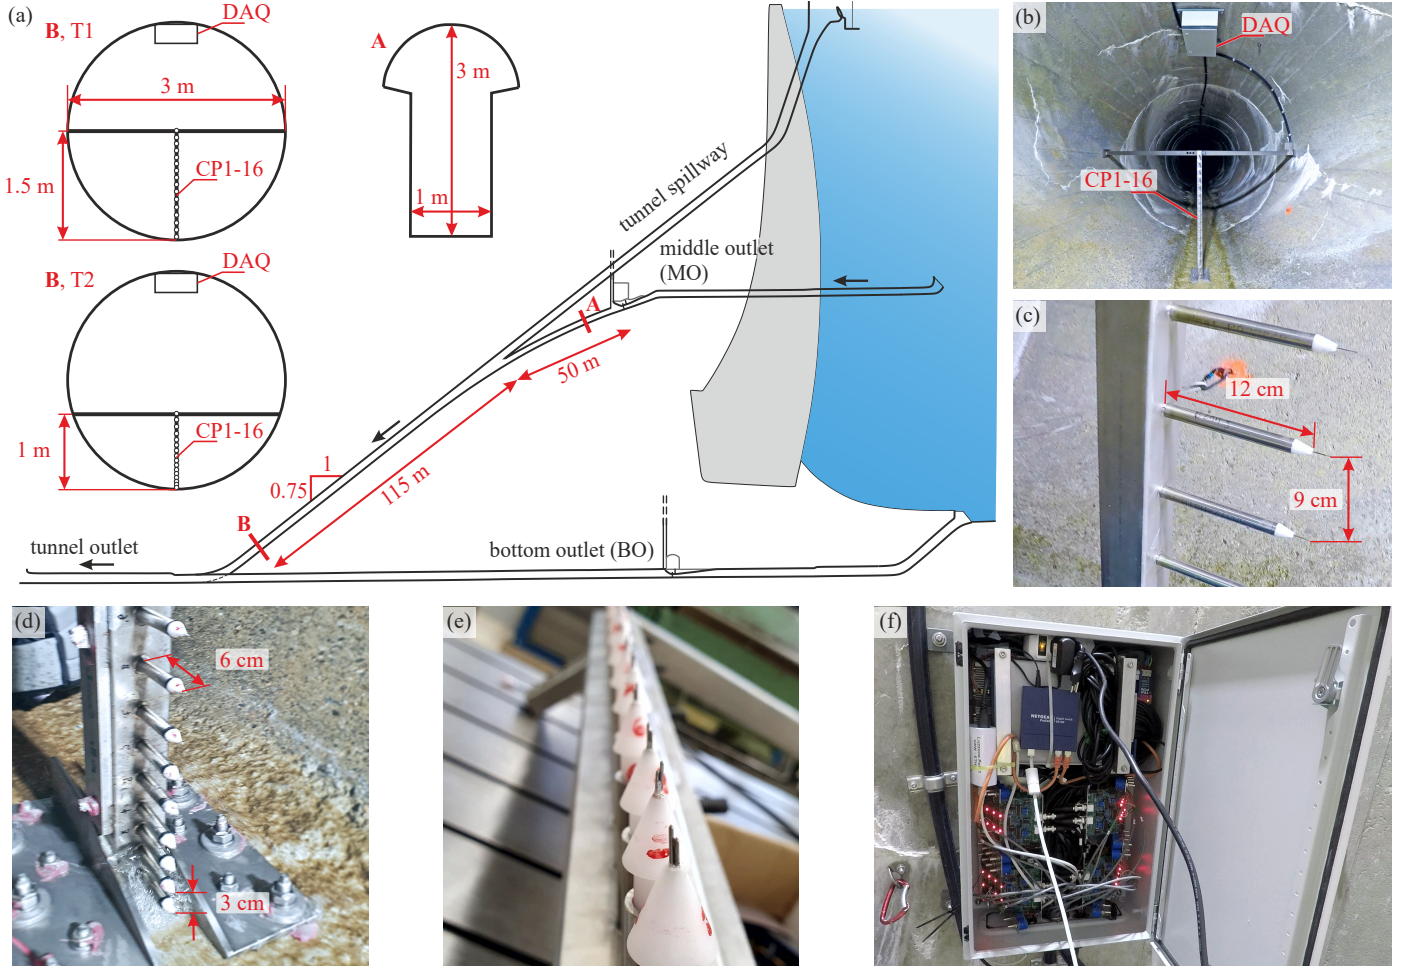 (a)
B, T1
DAQ
3 m
CP1-16
1.5 m
B, T2
DAQ
CP1-16
1 m
A
3 m
1 m
tunnel spillway
middle outlet
(MO)
A
50 m
115 m
1
0.75
B
tunnel outlet
bottom outlet (BO)
(b)
DAQ
CP1-16
(c)
12 cm
9 cm
(d)
6 cm
3 cm
(e)
(f)
NETGEAR